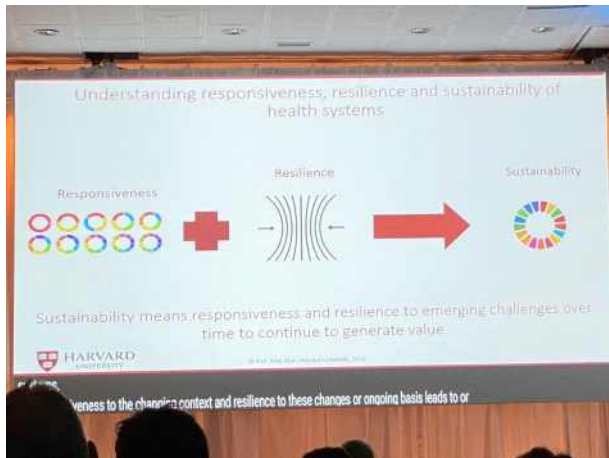 Understanding responsiveness, resilience and sustainability of
health systems
Responsiveness
Resilience
Sustainability
Sustainability means responsiveness and resilience to emerging challenges over
time to continue to generate value
HARVARD
UNIVERSITY
iveness to the changing context and resilience to these changes or ongoing basis leads to or